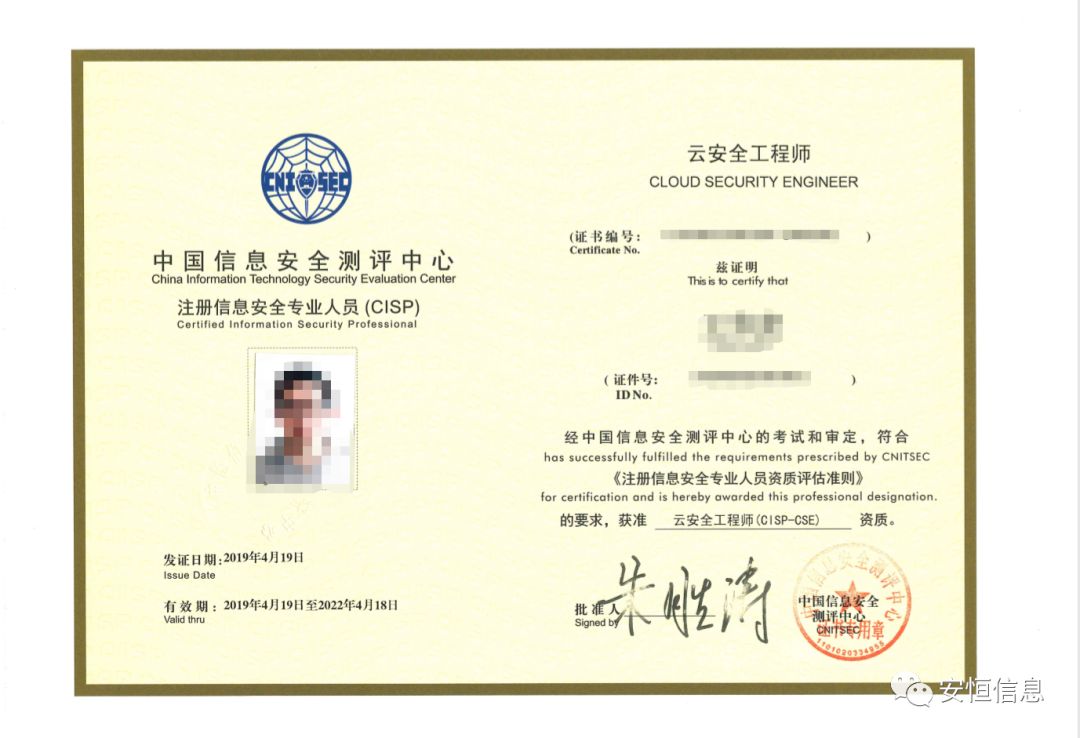 CNITSEC
中国信息安全测评中心
China Information Technology Security Evaluation Center
注册信息安全专业人员 (CISP)
Certified Information Security Professional
发证日期:2019年4月19日
Issue Date
有效期：2019年4月19日至2022年4月18日
Valid thru
云安全工程师
CLOUD SECURITY ENGINEER
(证书编号: )
Certificate No.
兹证明
This is to certify that
( 证件号: )
ID No.
经中国信息安全测评中心的考试和审定，符合
has successfully fulfilled the requirements prescribed by CNITSEC
《注册信息安全专业人员资质评估准则》
for certification and is hereby awarded this professional designation.
的要求，获准 云安全工程师(CISP-CSE) 资质。
批准人 朱胜涛
Signed by
中国信息安全
测评中心
CNITSEC
中国信息安全测评中心
证书专用章
安恒信息